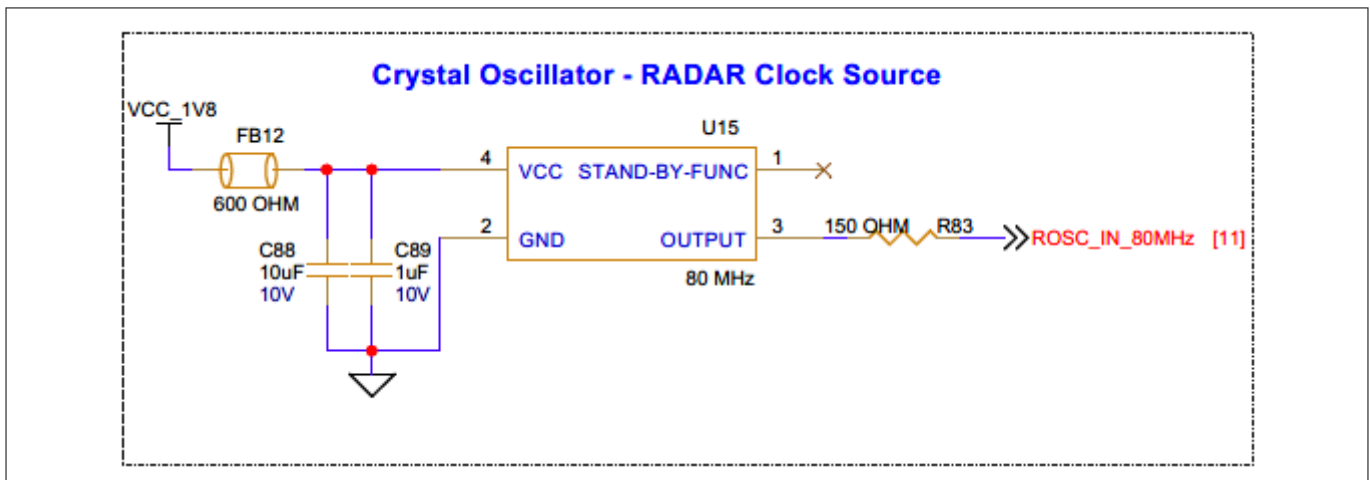 Crystal Oscillator - RADAR Clock Source
VCC_1V8
FB12
600 OHM
U15
4
VCC
STAND-BY-FUNC
1
2
GND
OUTPUT
3
150 OHM
R83
ROSC_IN_80MHz [11]
80 MHz
C88
10uF
10V
C89
1uF
10V